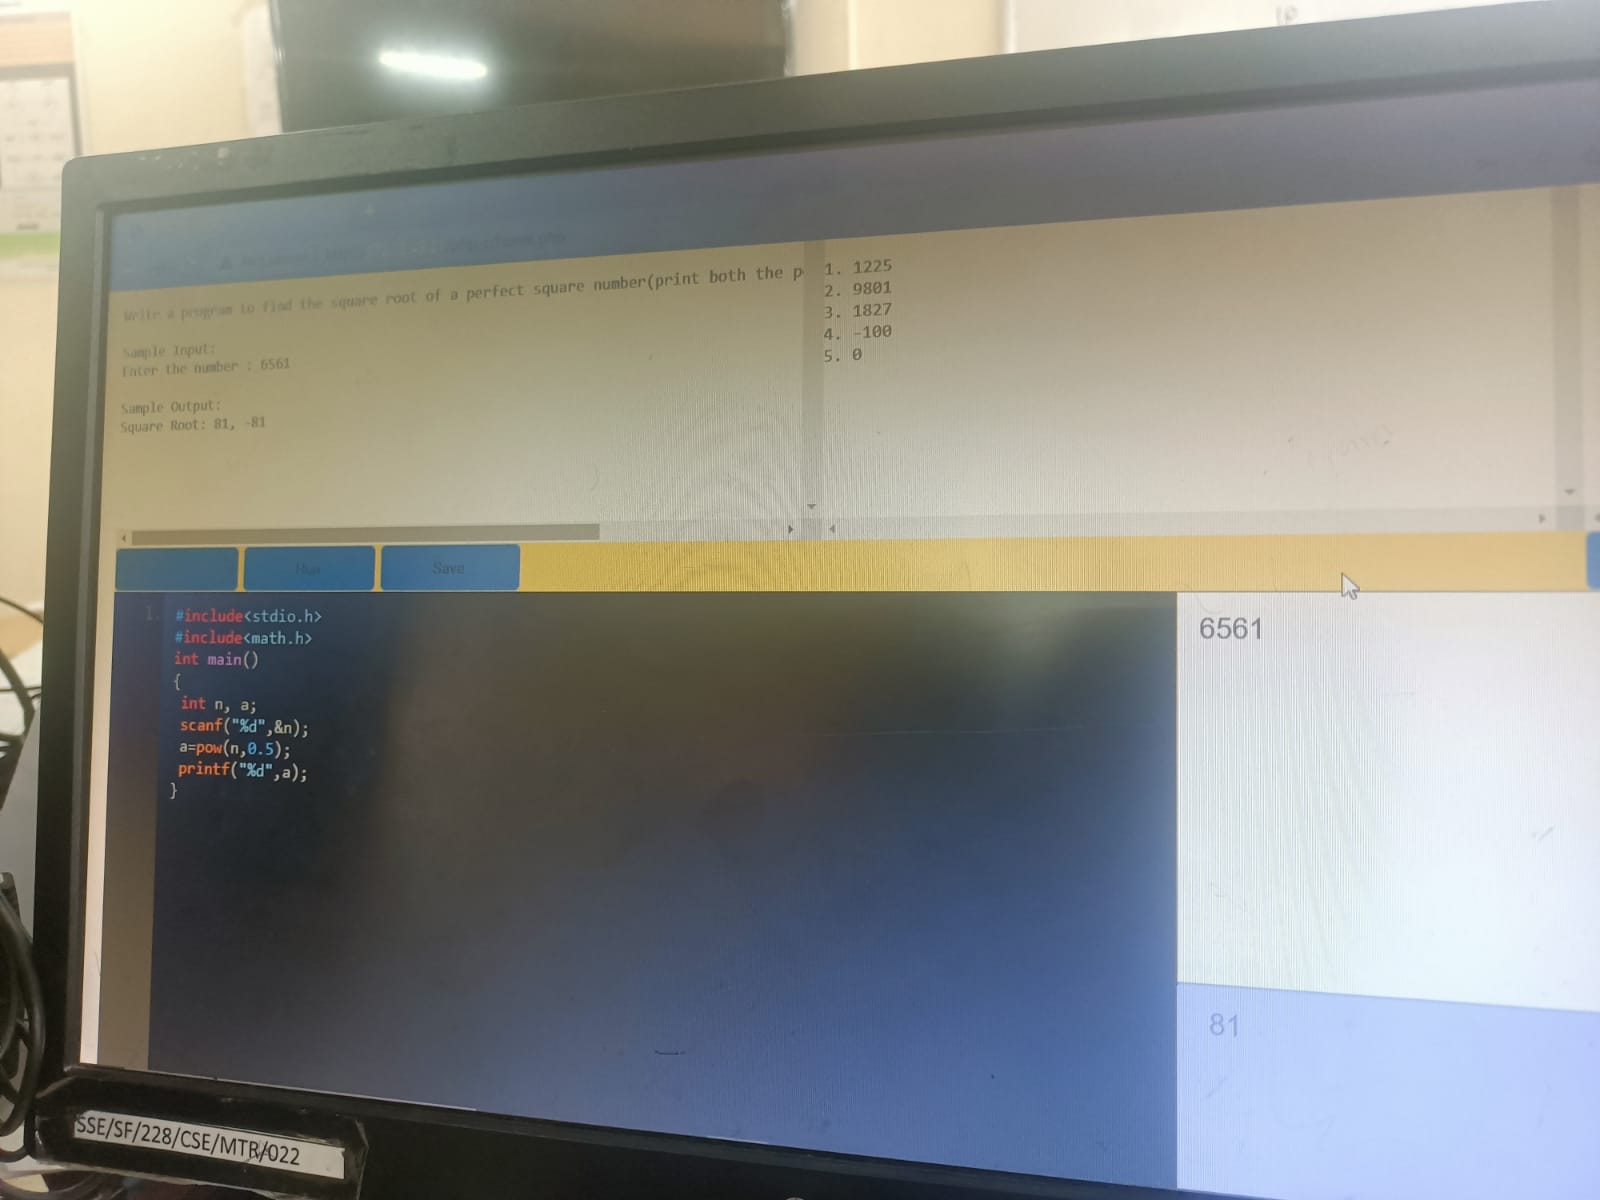 Write a program to find the square root of a perfect square number(print both the p
Sample Input:
Enter the number : 6561
Sample Output:
Square Root: 81, -81
1. 1225
2. 9801
3. 1827
4. -100
5. 0
Run
Save
1.
#include<stdio.h>
#include<math.h>
int main()
{
int n, a;
scanf("%d",&n);
a=pow(n,0.5);
printf("%d",a);
}
6561
81
SSE/SF/228/CSE/MTR/022